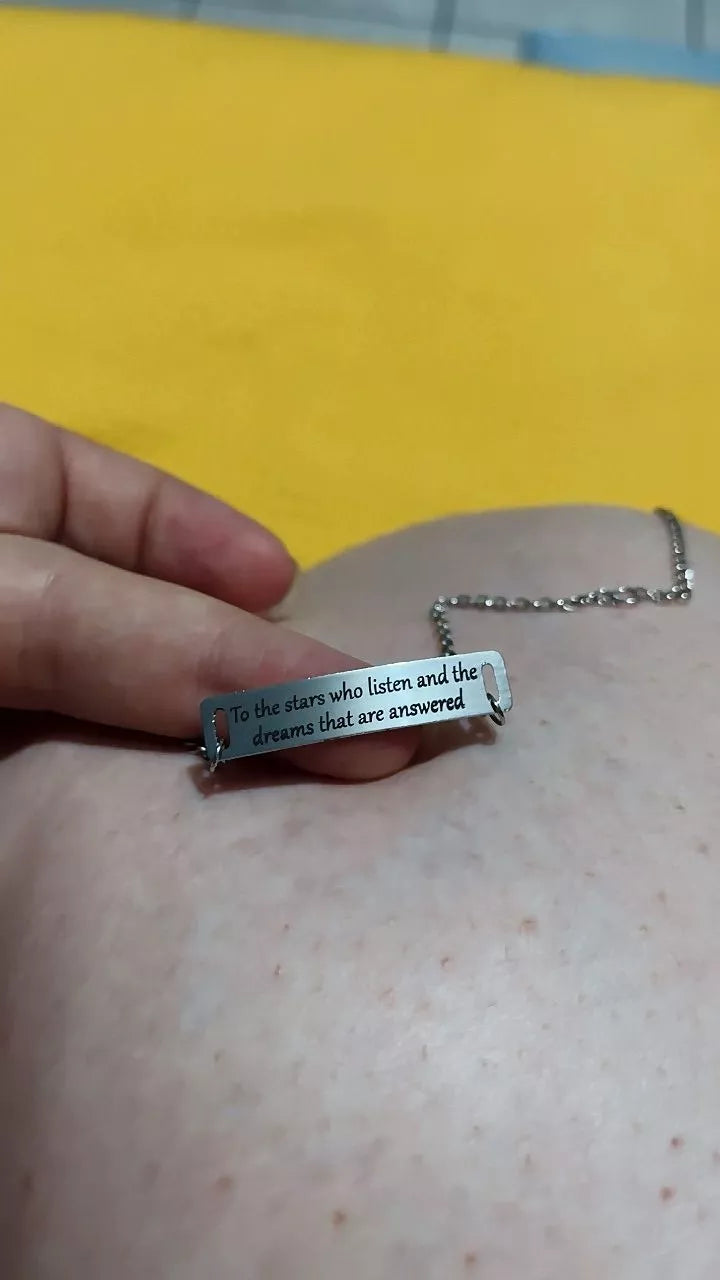 To the stars who listen and the
dreams that are answered